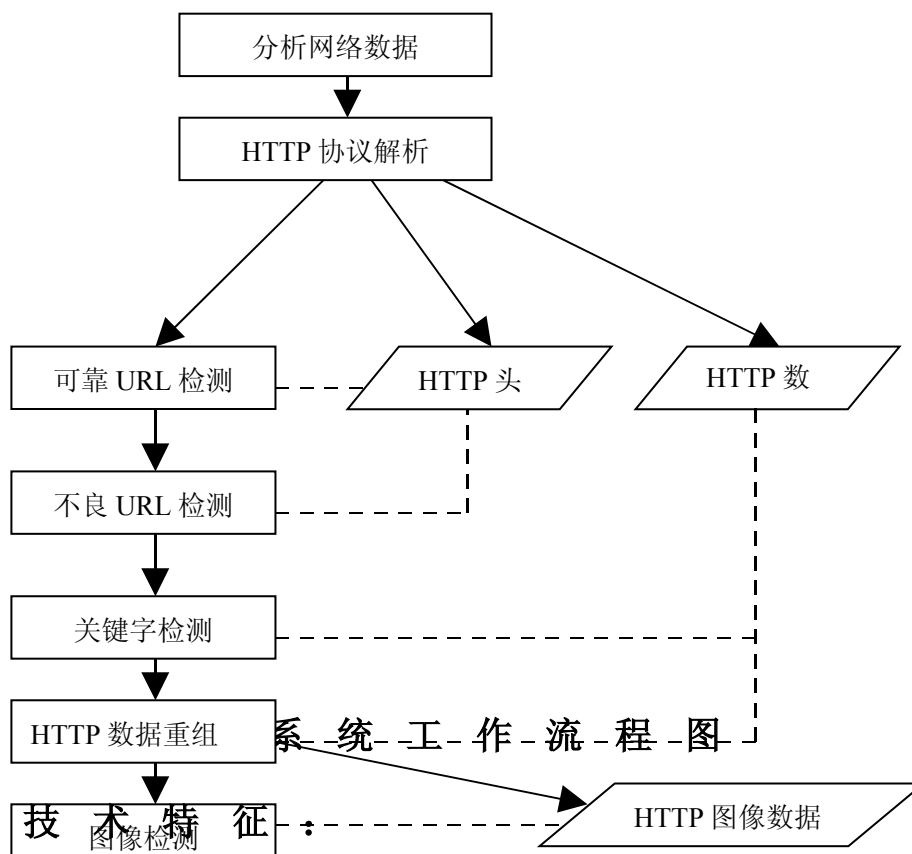 分析网络数据
HTTP 协议解析
可靠 URL 检测
HTTP 头
HTTP 数
不良 URL 检测
关键字检测
HTTP 数据重组
系统工作流程图
HTTP 图像数据
技术特征：
图像检测